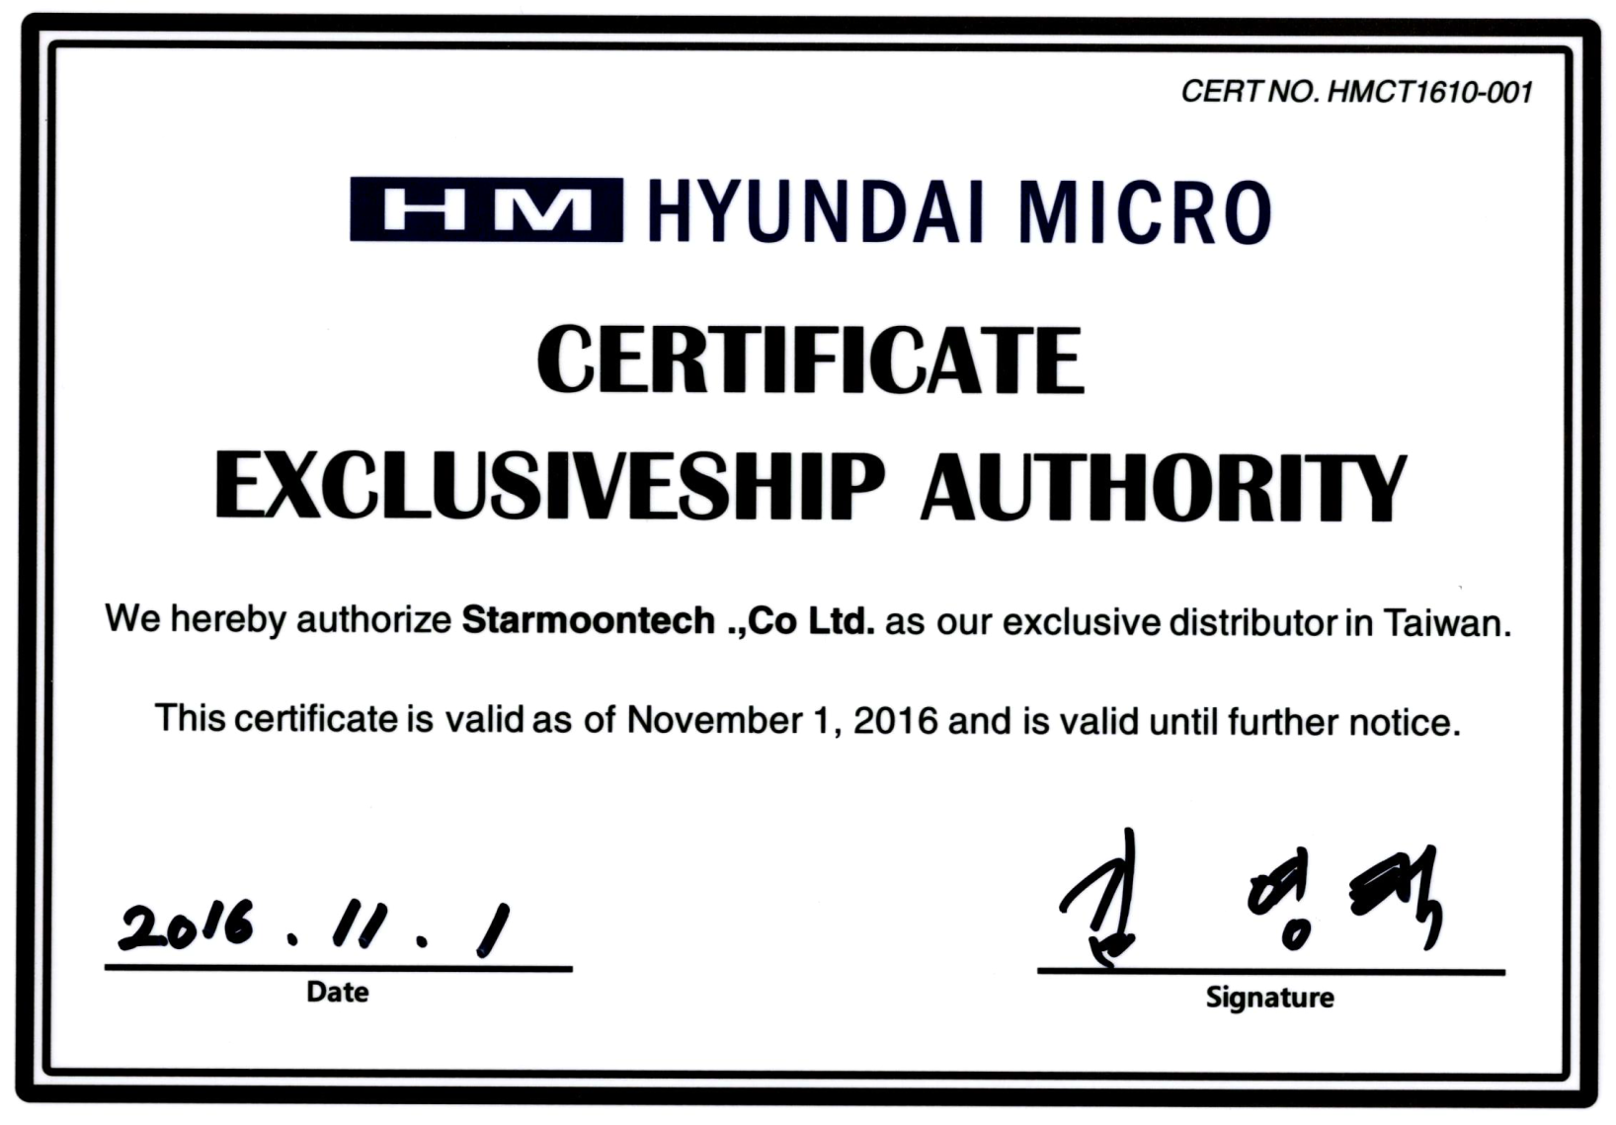 CERT NO. HMCT1610-001
HM HYUNDAI MICRO
CERTIFICATE
EXCLUSIVESHIP AUTHORITY
We hereby authorize Starmoontech .,Co Ltd. as our exclusive distributor in Taiwan.
This certificate is valid as of November 1, 2016 and is valid until further notice.
2016 . 11 . 1
김 영
Date
Signature